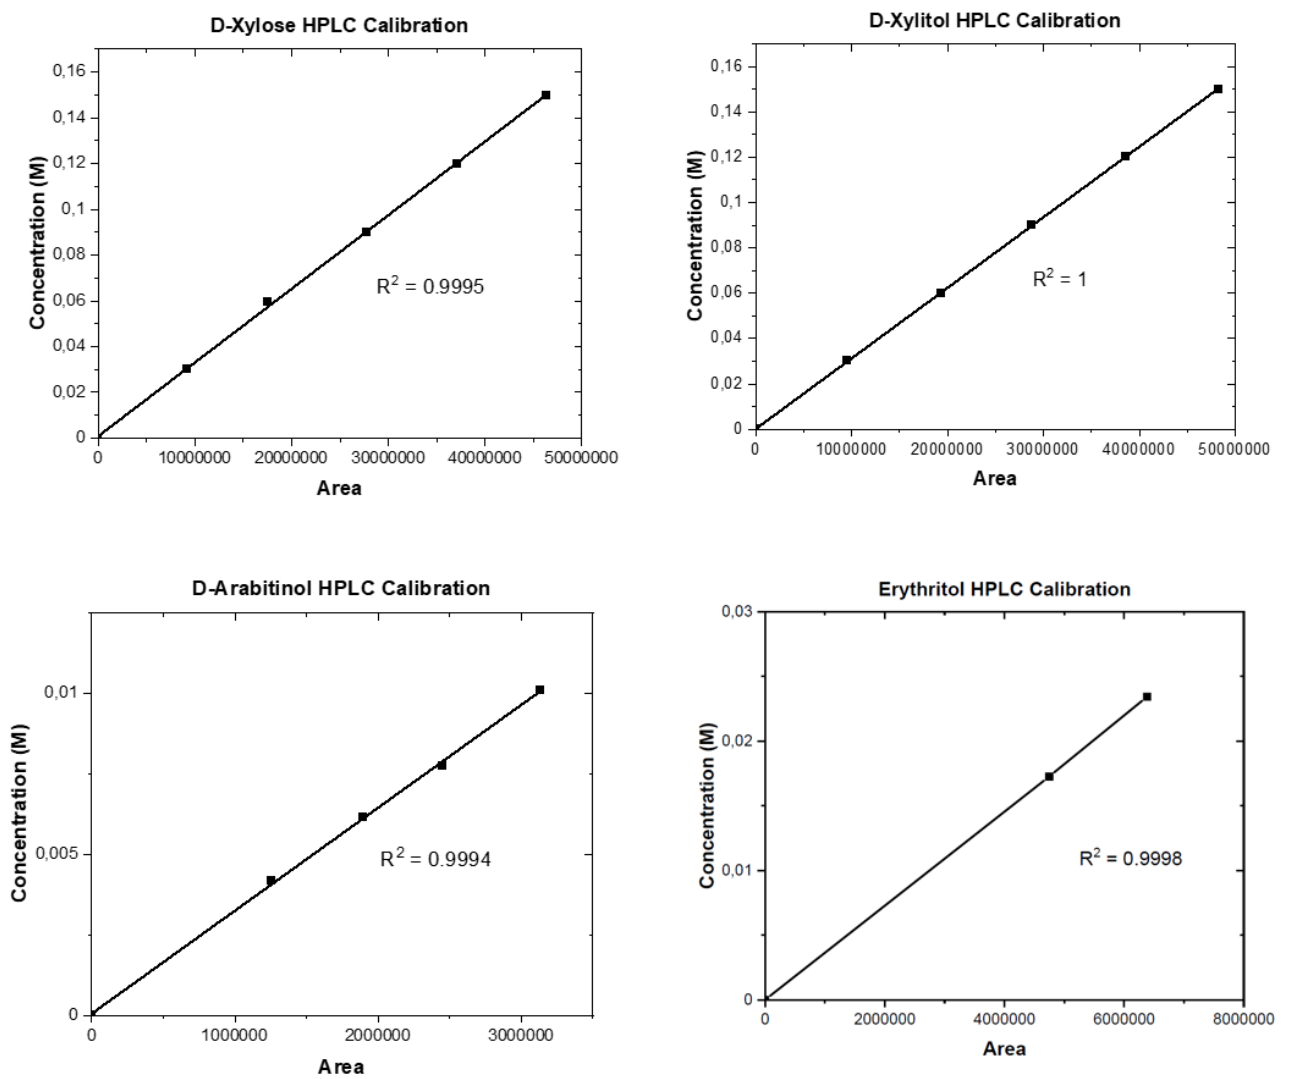 D-Xylose HPLC Calibration
0,16
0,14
0,12
0,1
0,08
0,06
0,04
0,02
0
Concentration (M)
R² = 0.9995
0 10000000 20000000 30000000 40000000 50000000
Area
D-Xylitol HPLC Calibration
0,16
0,14
0,12
0,1
0,08
0,06
0,04
0,02
0
Concentration (M)
R² = 1
0 10000000 20000000 30000000 40000000 50000000
Area
D-Arabitinol HPLC Calibration
0,01
0,005
0
Concentration (M)
R² = 0.9994
0 1000000 2000000 3000000
Area
Erythritol HPLC Calibration
0,03
0,02
0,01
0
Concentration (M)
R² = 0.9998
0 2000000 4000000 6000000 8000000
Area